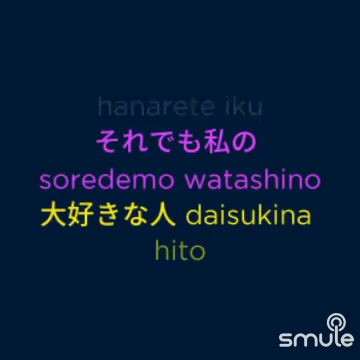 hanarete iku
それでも私の
soredemo watashino
大好きな人 daisukina
hito
smule